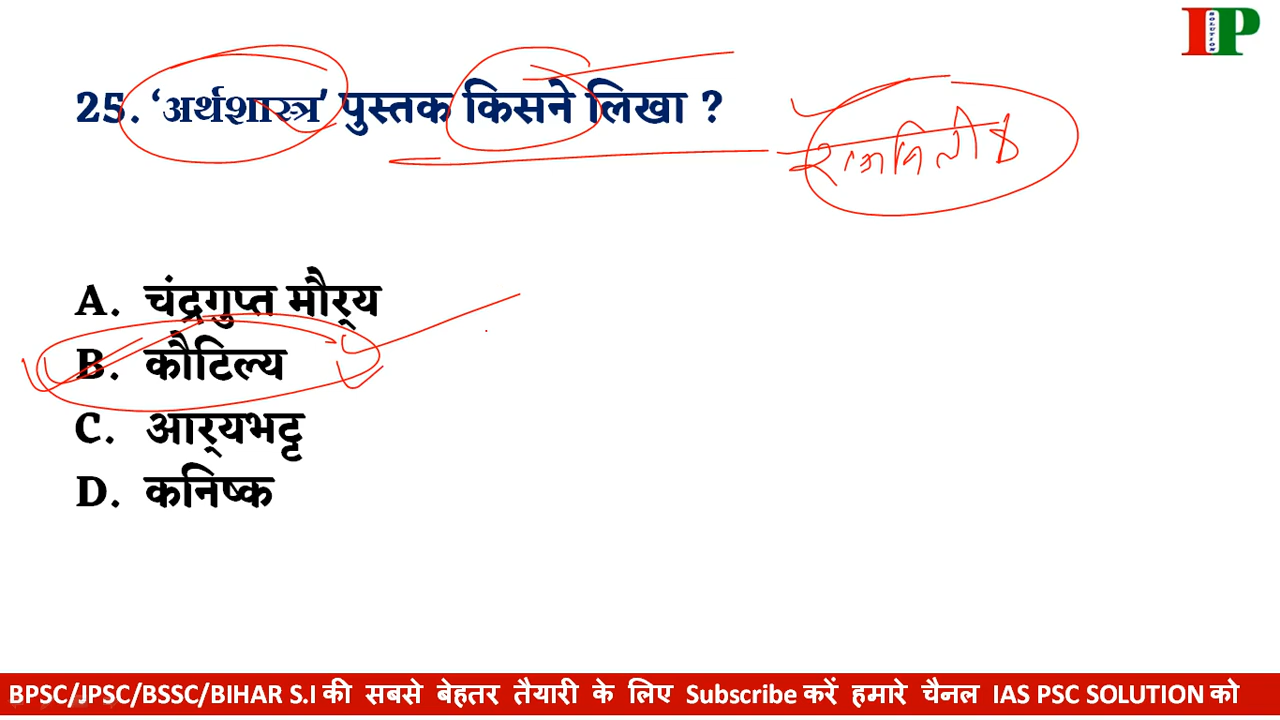 I P
SOLUTION
25. ‘अर्थशास्त्र’ पुस्तक किसने लिखा ?
A. चंद्रगुप्त मौर्‍य
B. कौटिल्य
C. आर्‍यभट्ट
D. कनिष्क
BPSC/JPSC/BSSC/BIHAR S.I की सबसे बेहतर तैयारी के लिए Subscribe करें हमारे चैनल IAS PSC SOLUTION को